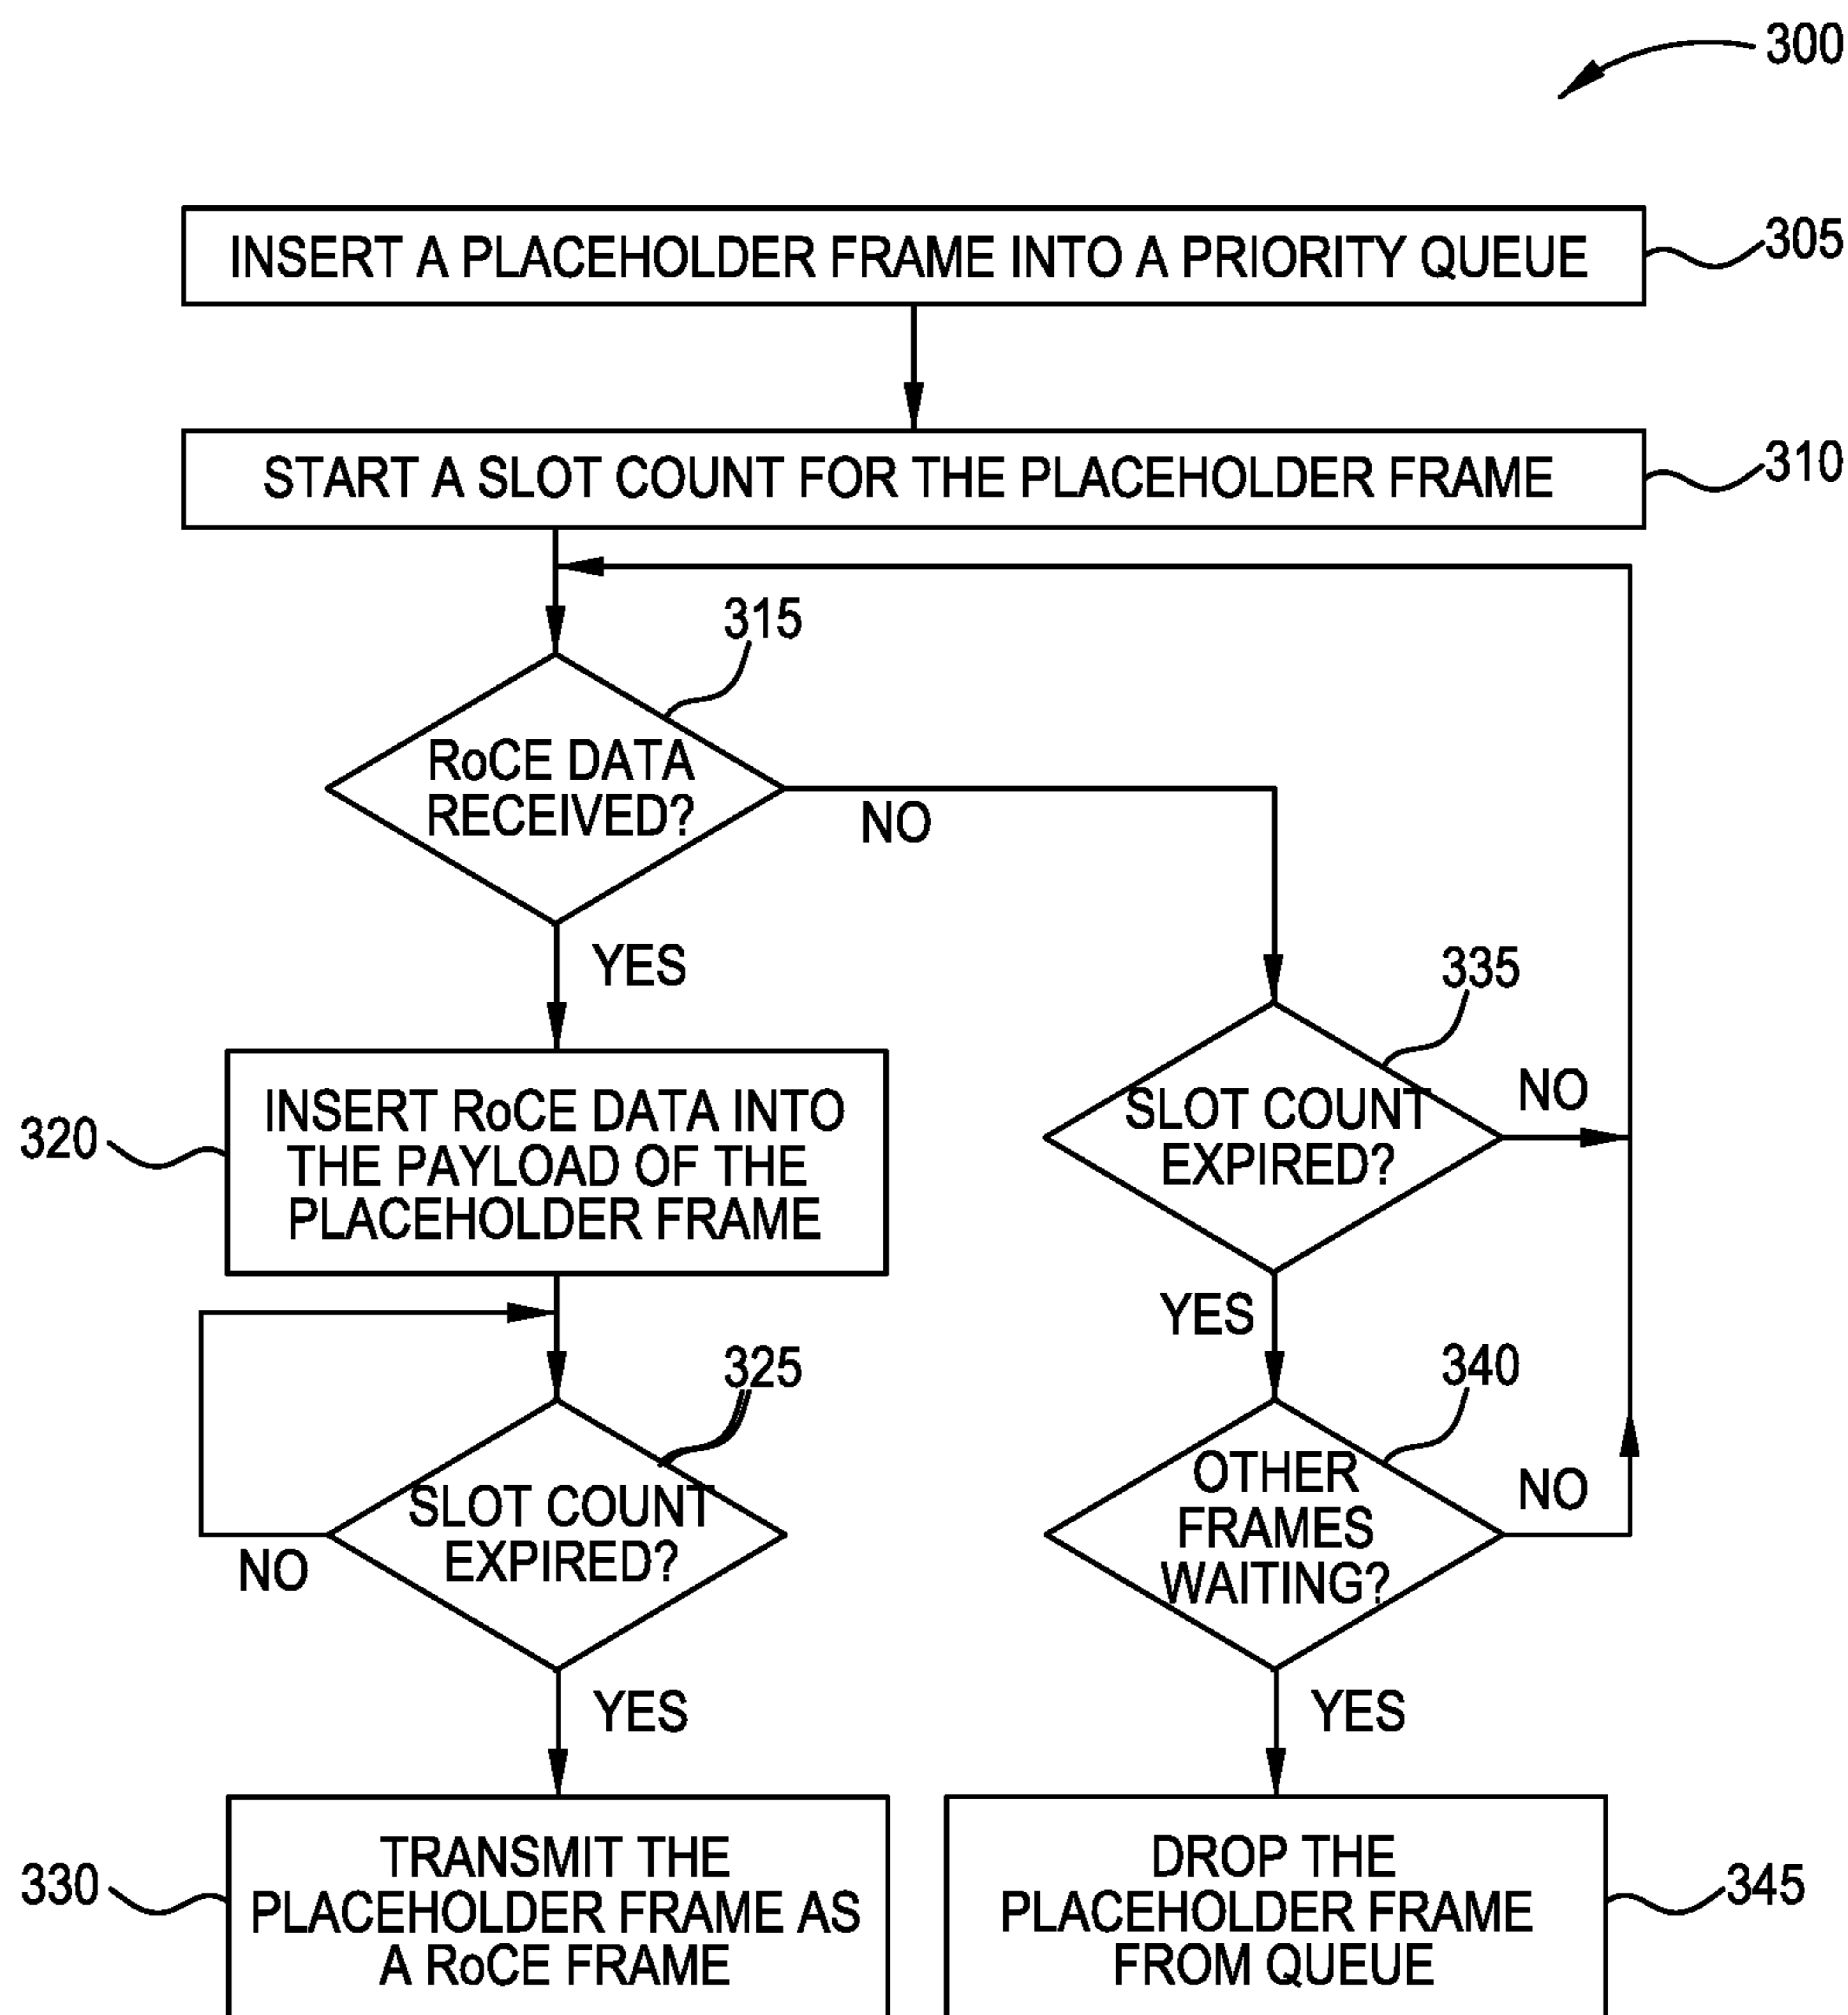 300
INSERT A PLACEHOLDER FRAME INTO A PRIORITY QUEUE
305
START A SLOT COUNT FOR THE PLACEHOLDER FRAME
310
315
RoCE DATA
RECEIVED?
NO
YES
335
SLOT COUNT
EXPIRED?
NO
320
INSERT RoCE DATA INTO
THE PAYLOAD OF THE
PLACEHOLDER FRAME
YES
325
SLOT COUNT
EXPIRED?
NO
340
OTHER
FRAMES
WAITING?
NO
YES
YES
330
TRANSMIT THE
PLACEHOLDER FRAME AS
A RoCE FRAME
DROP THE
PLACEHOLDER FRAME
FROM QUEUE
345